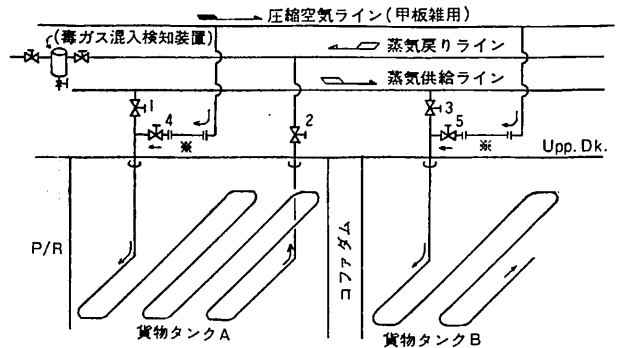 圧縮空気ライン(甲板雑用)
(毒ガス混入検知装置)
蒸気戻りライン
蒸気供給ライン
1
4
2
3
5
※
※
Upp. Dk.
P/R
コファダム
貨物タンクA
貨物タンクB